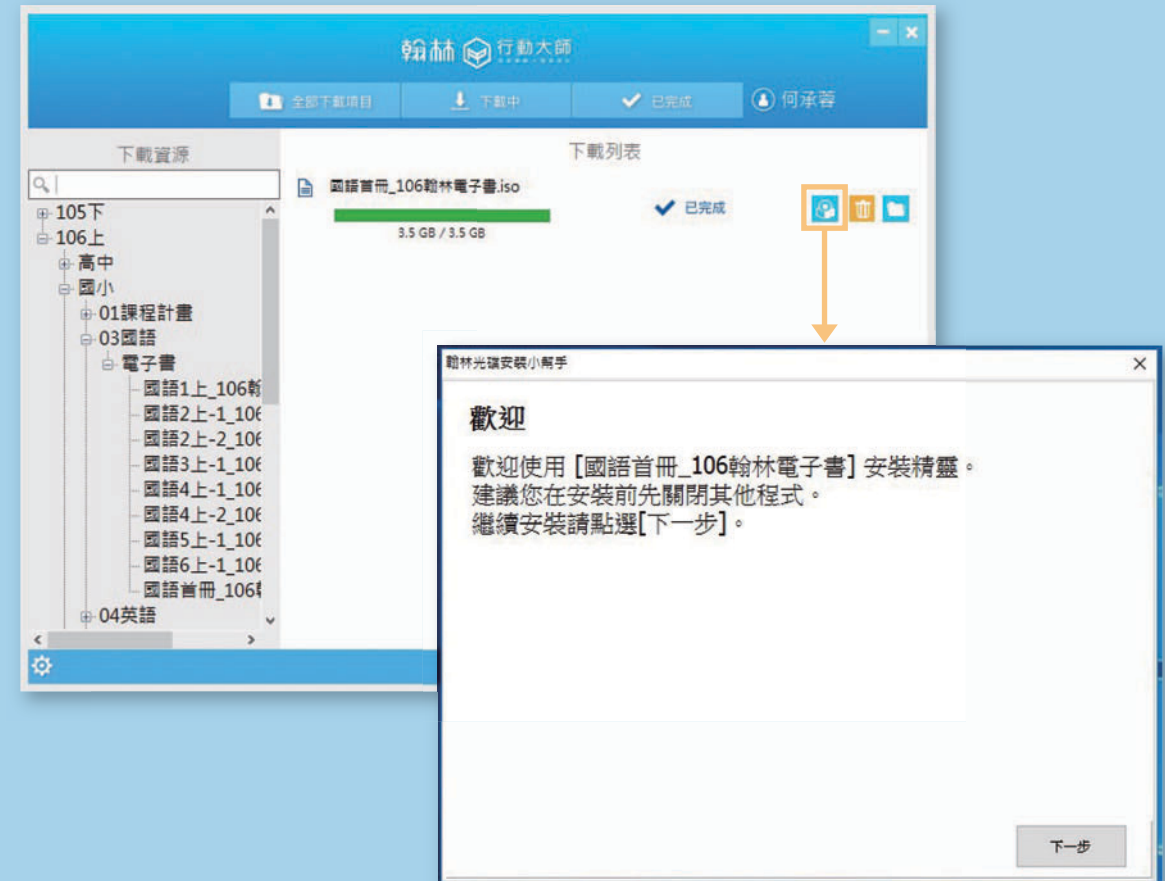 翰林 行動大師
全部下載項目
下載中
已完成
何承蓉
下載資源
下載列表
國語首冊_106翰林電子書.iso
已完成
3.5 GB / 3.5 GB
105下
106上
高中
國小
01課程計畫
03國語
電子書
國語1上_106翰
國語2上-1_106
國語2上-2_106
國語3上-1_106
國語4上-1_106
國語4上-2_106
國語5上-1_106
國語6上-1_106
國語首冊_106
04英語
翰林光碟安裝小幫手
歡迎
歡迎使用 [國語首冊_106翰林電子書] 安裝精靈。
建議您在安裝前先關閉其他程式。
繼續安裝請點選[下一步]。
下一步